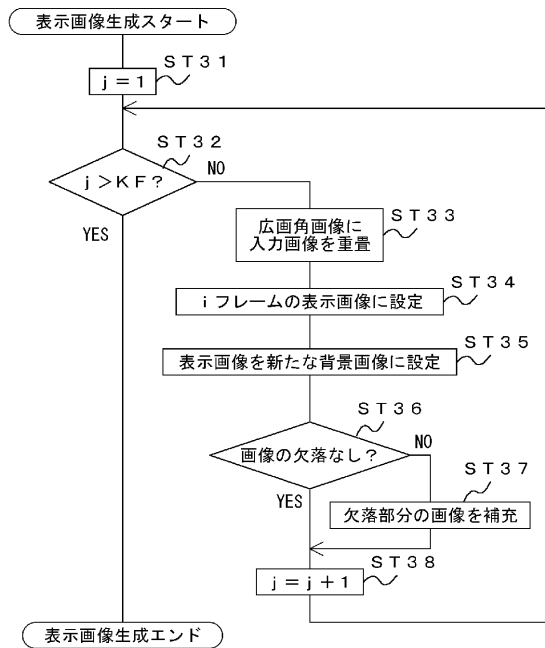 表示画像生成スタート
ST31
j=1
ST32
j>KF?
NO
YES
ST33
広画角画像に
入力画像を重畳
ST34
iフレームの表示画像に設定
ST35
表示画像を新たな背景画像に設定
ST36
画像の欠落なし?
NO
YES
ST37
欠落部分の画像を補充
ST38
j=j+1
表示画像生成エンド